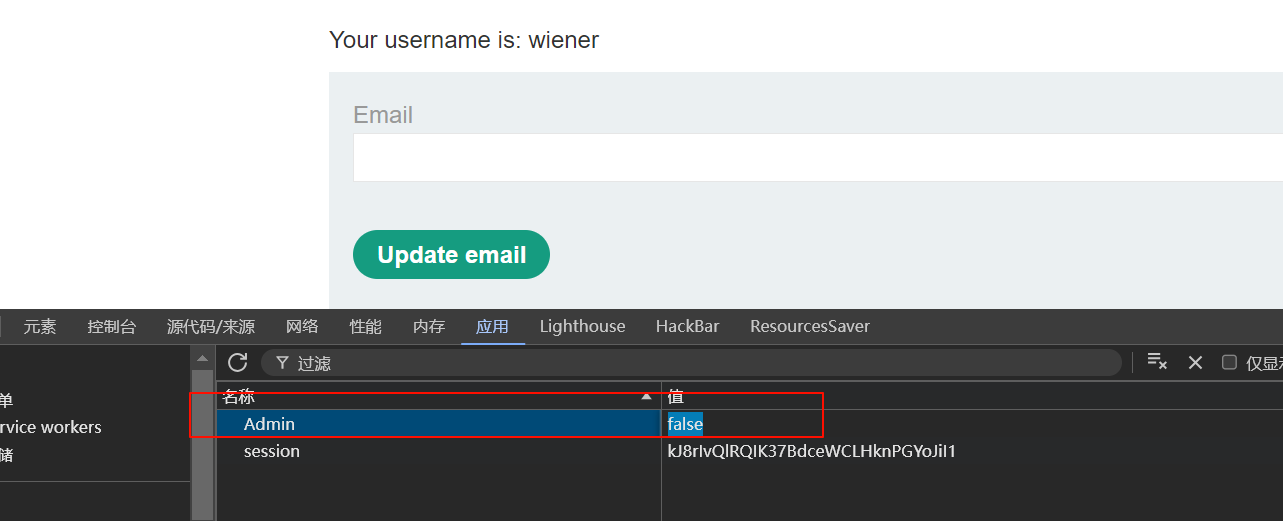 Your username is: wiener
Email
Update email
元素 控制台 源代码/来源 网络 性能 内存 应用 Lighthouse HackBar ResourcesSaver
过滤 仅显示
名称 值
单
Admin false
rvice workers
session kJ8rIvQlRQIK37BdceWCLHknPGYoJiI1
储